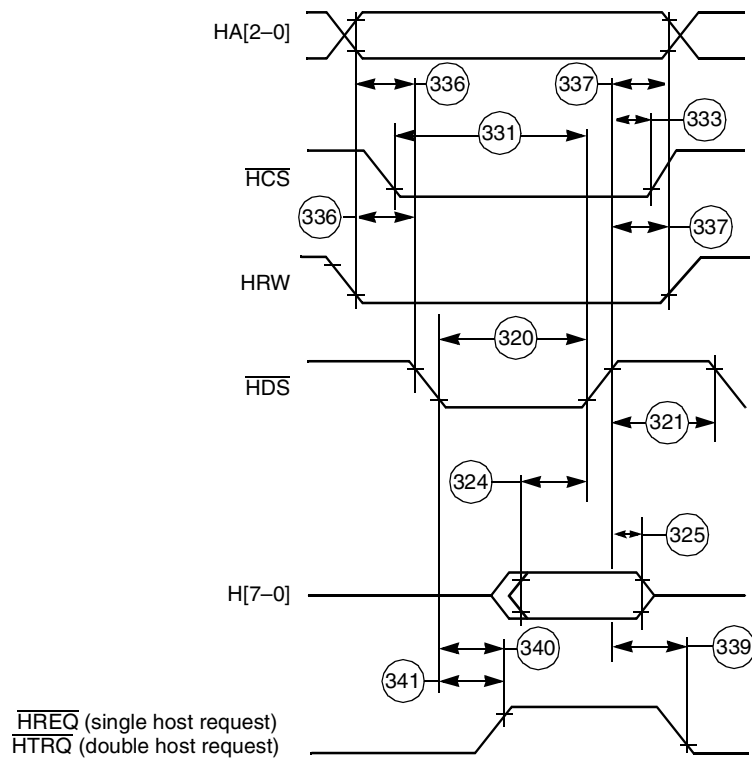 HA[2–0]
336
337
333
331
HCS
336
337
HRW
320
HDS
321
324
325
H[7–0]
340
339
341
HREQ (single host request)
HTRQ (double host request)